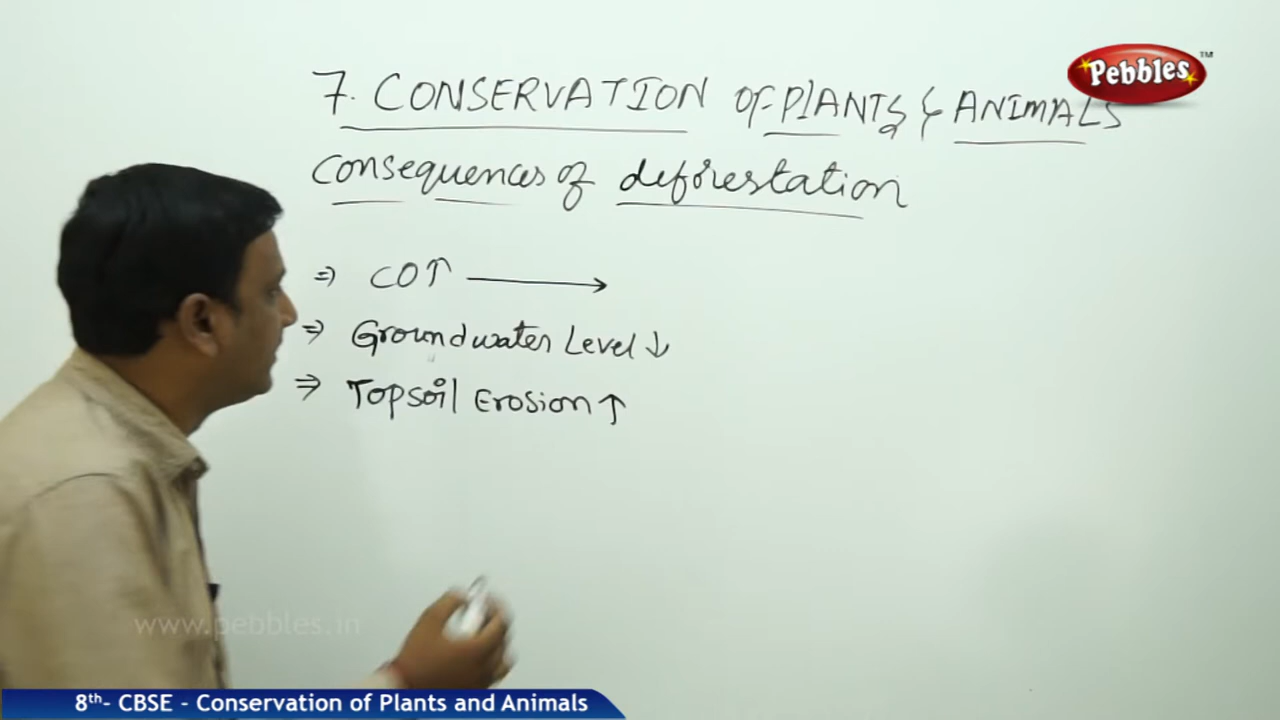 Pebbles™
7. CONSERVATION OF PLANTS & ANIMALS
Consequences of deforestation
⇒ CO↑ ⟶
⇒ Groundwater Level ↓
⇒ Topsoil Erosion ↑
www.pebbles.in
8th- CBSE - Conservation of Plants and Animals